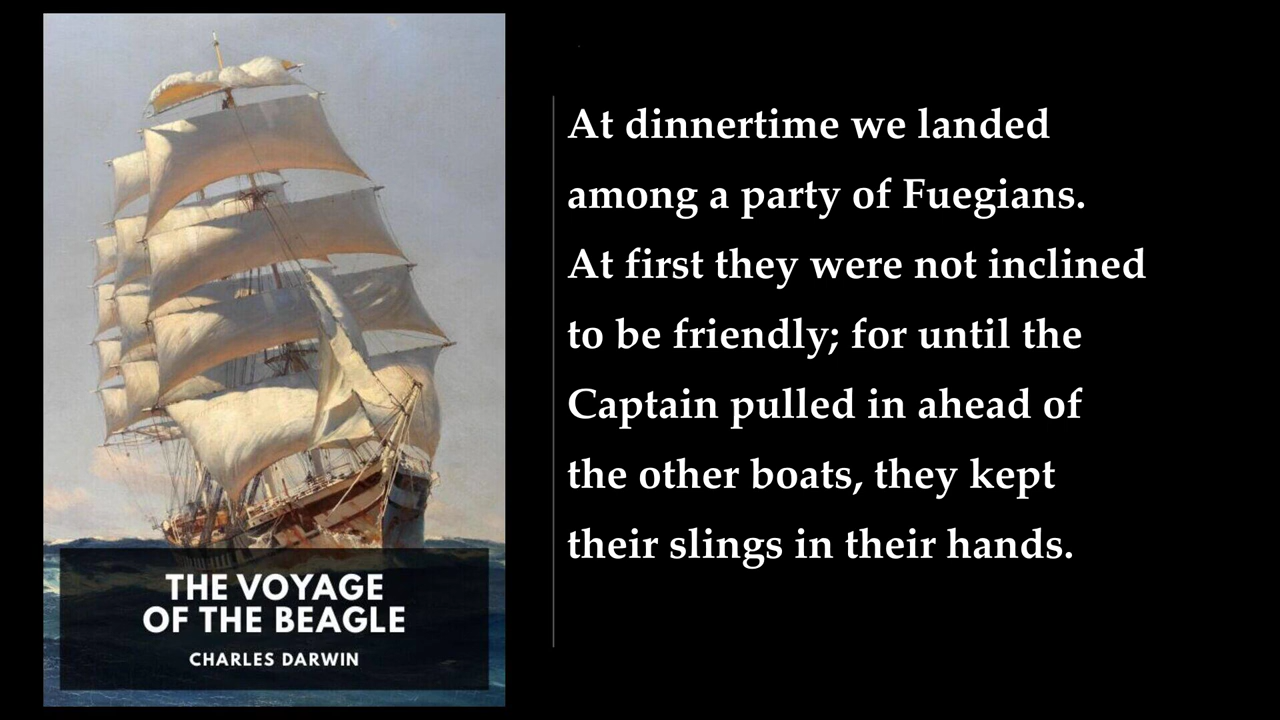 THE VOYAGE
OF THE BEAGLE
CHARLES DARWIN
At dinnertime we landed
among a party of Fuegians.
At first they were not inclined
to be friendly; for until the
Captain pulled in ahead of
the other boats, they kept
their slings in their hands.